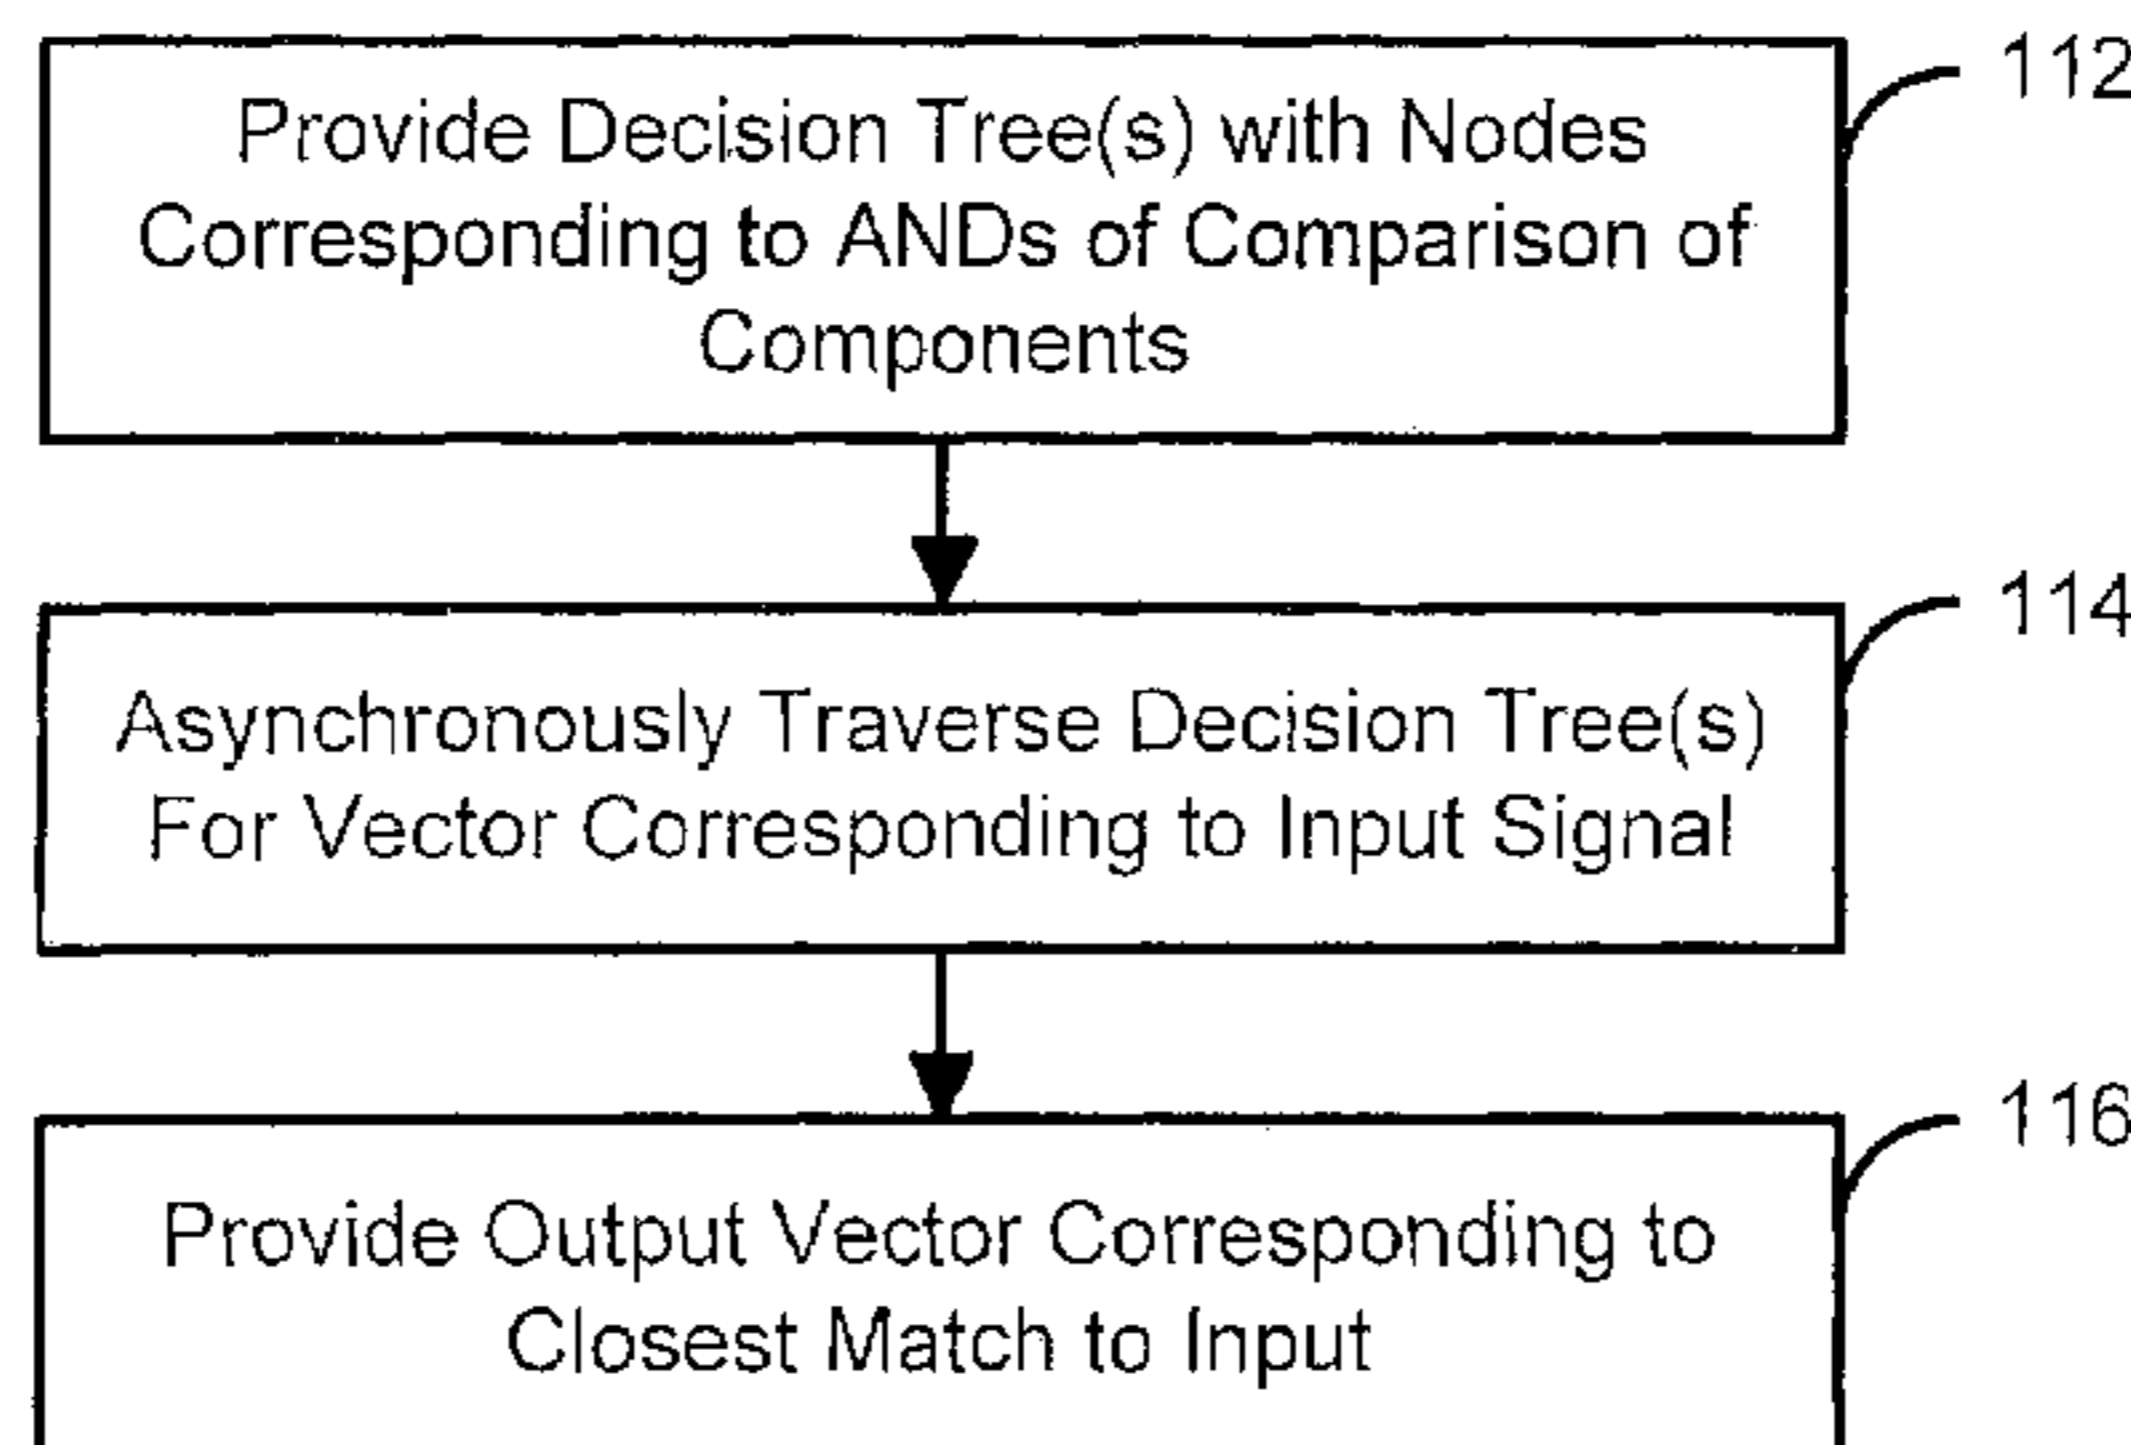 112
Provide Decision Tree(s) with Nodes
Corresponding to ANDs of Comparison of
Components
114
Asynchronously Traverse Decision Tree(s)
For Vector Corresponding to Input Signal
116
Provide Output Vector Corresponding to
Closest Match to Input